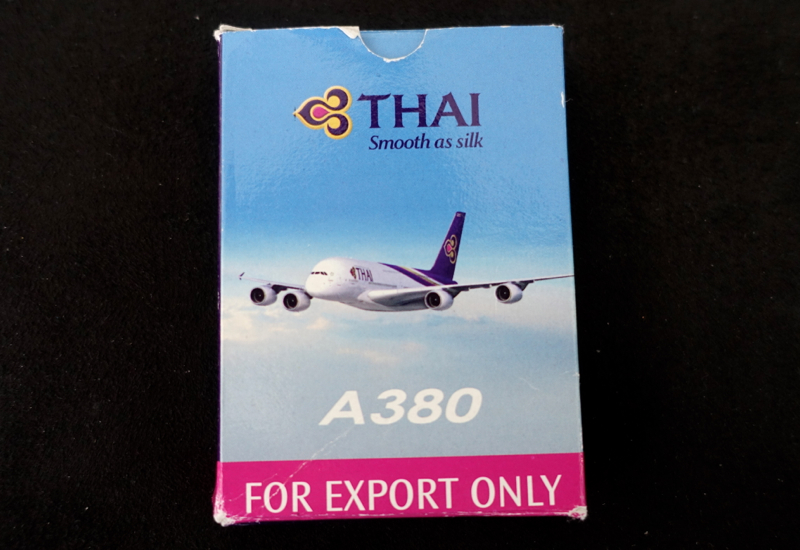 THAI
Smooth as silk
THAI
A380
FOR EXPORT ONLY